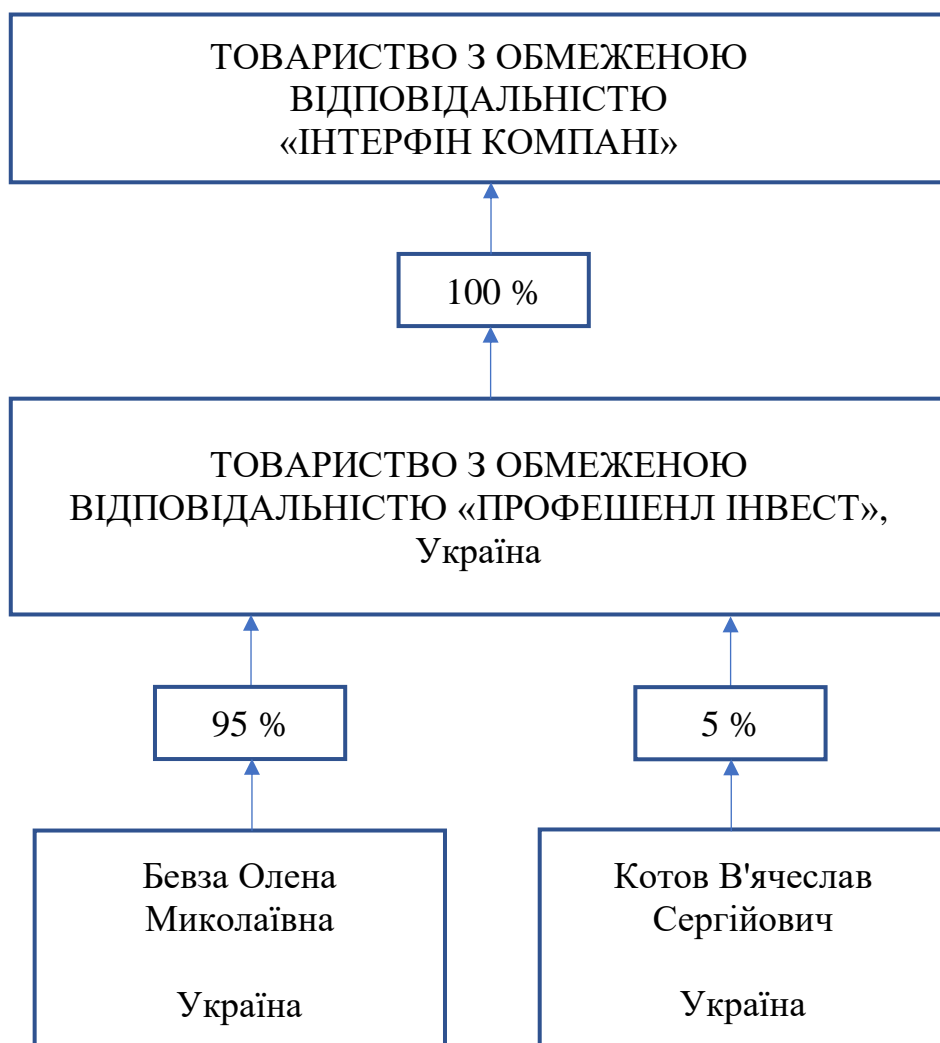 ТОВАРИСТВО З ОБМЕЖЕНОЮ
ВІДПОВІДАЛЬНІСТЮ
«ІНТЕРФІН КОМПАНІ»
100 %
ТОВАРИСТВО З ОБМЕЖЕНОЮ
ВІДПОВІДАЛЬНІСТЮ «ПРОФЕШЕНЛ ІНВЕСТ»,
Україна
95 %
5 %
Бевза Олена
Миколаївна
Україна
Котов В'ячеслав
Сергійович
Україна